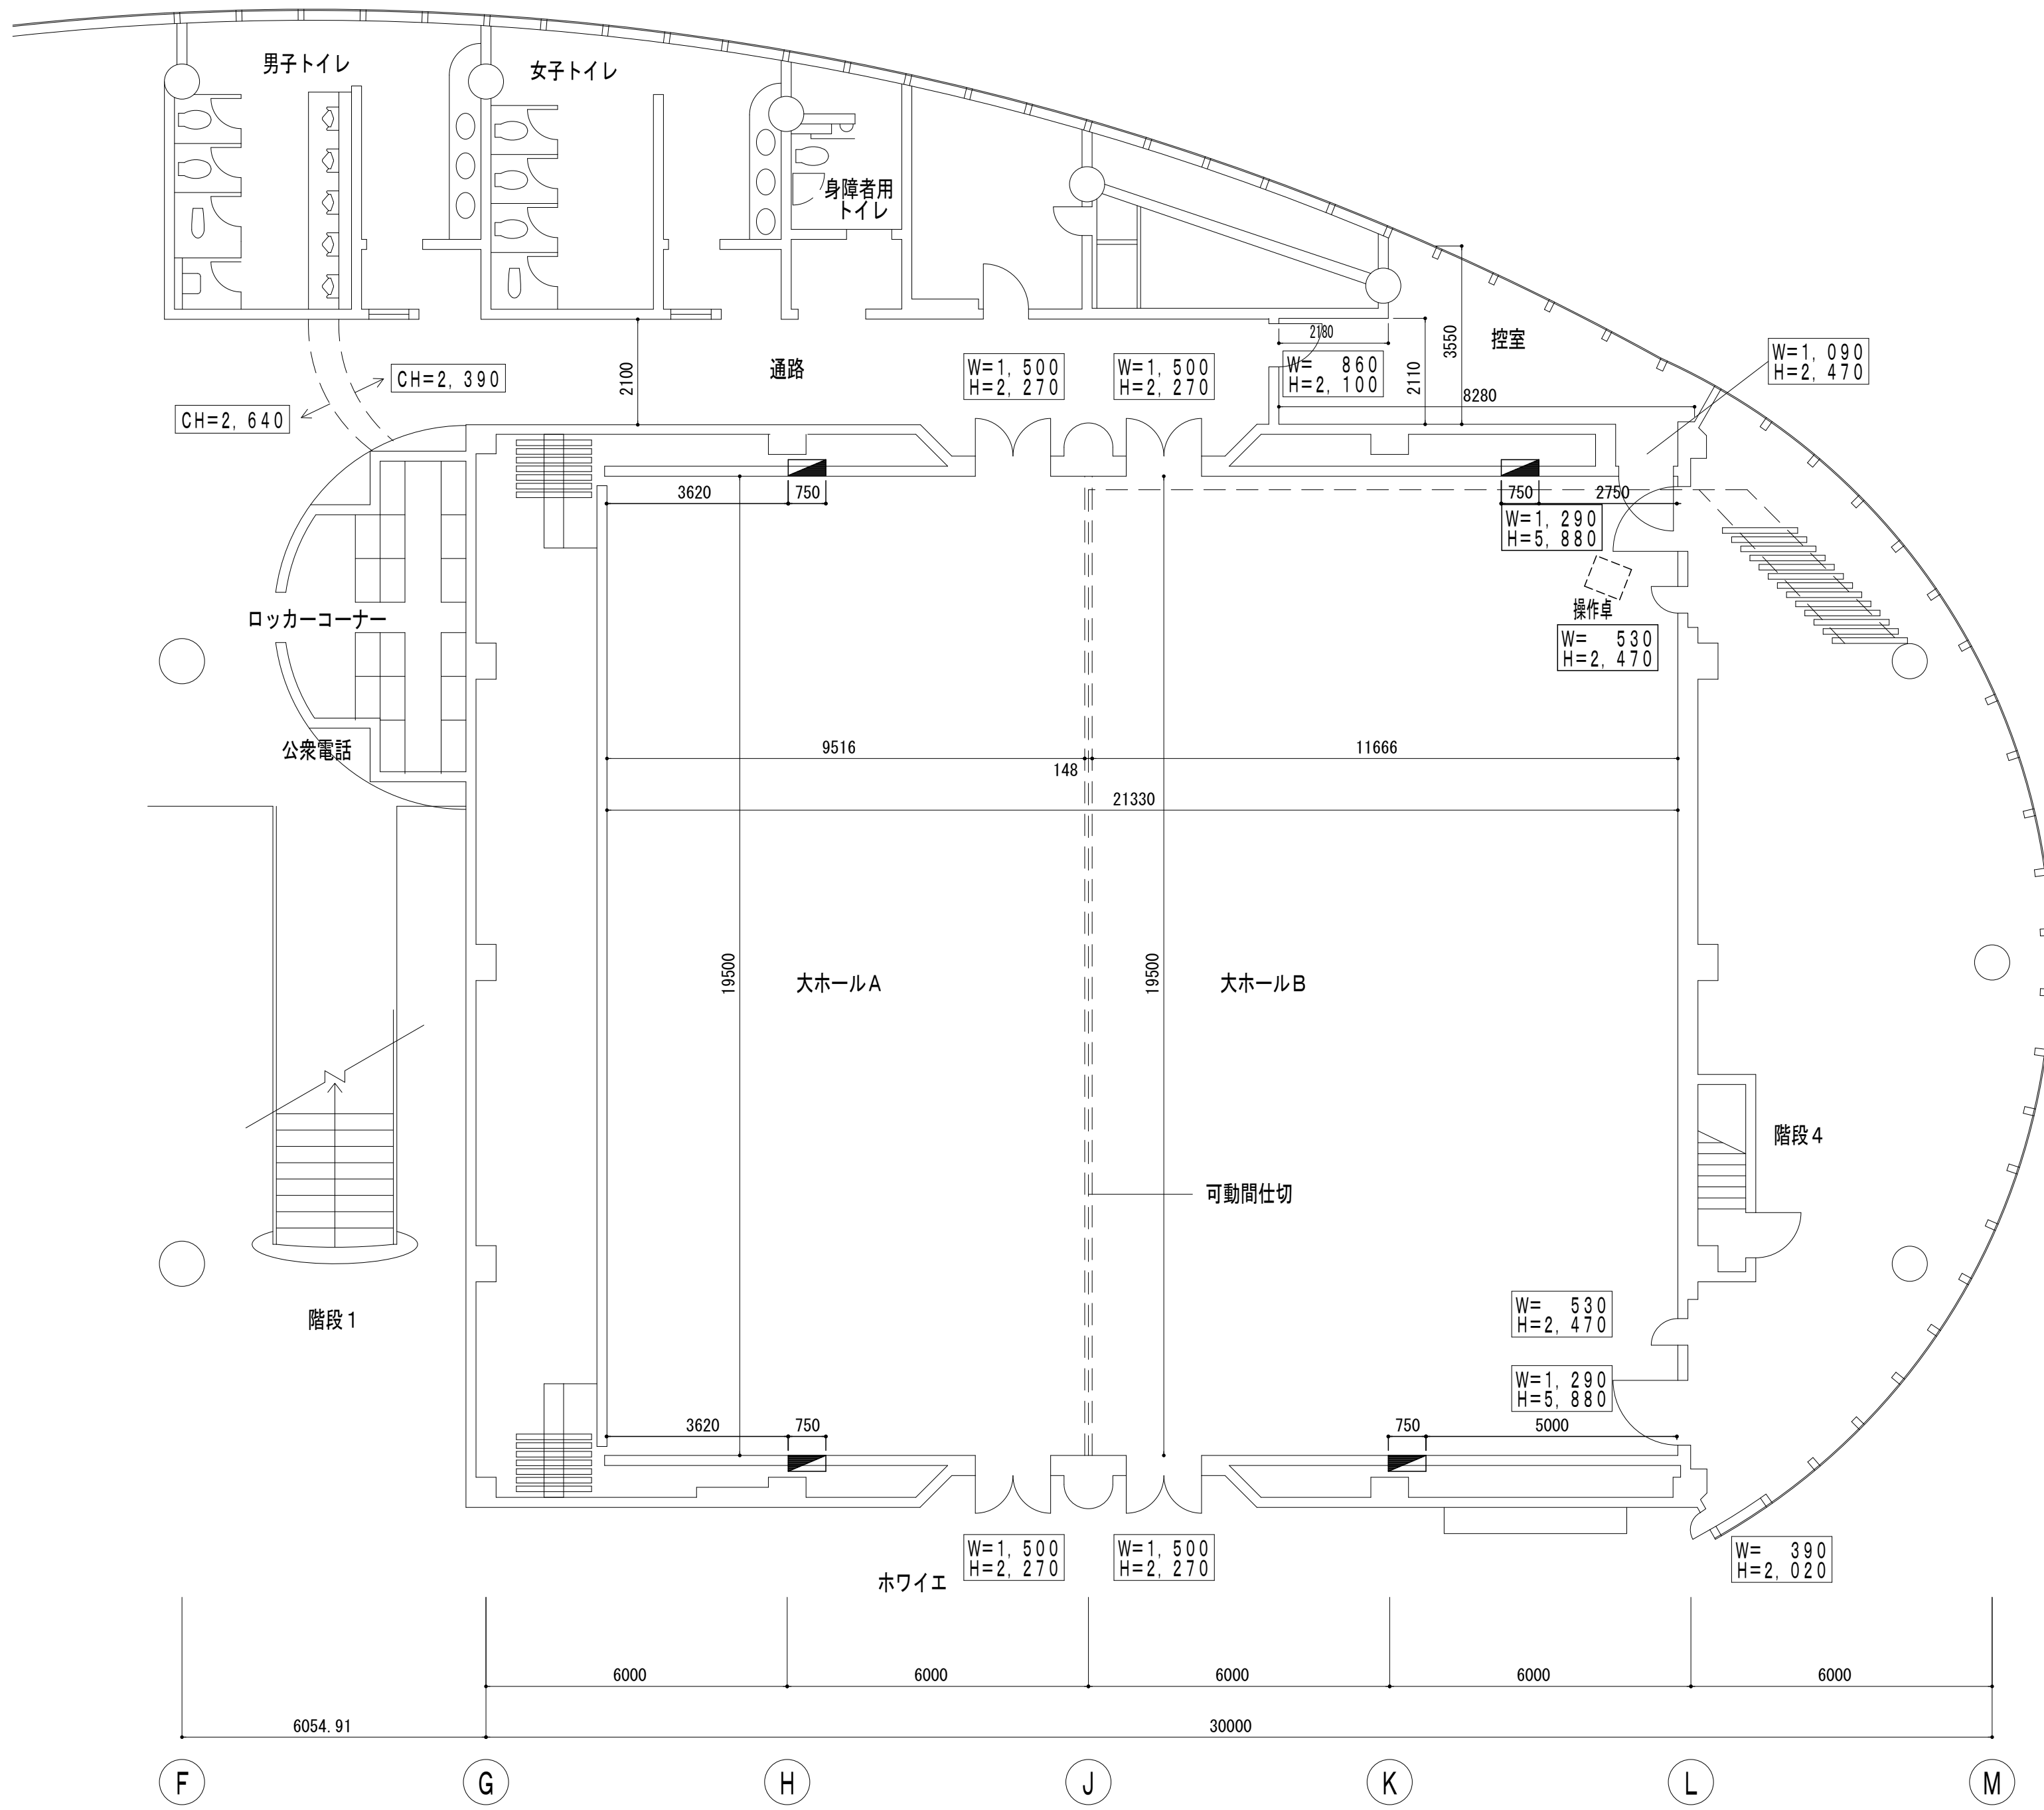 男子トイレ
女子トイレ
身障者用
トイレ
CH=2,390
CH=2,640
2100
通路
W=1,500
H=2,270
W=1,500
H=2,270
2180
W= 860
H=2,100
2110
3550
控室
8280
W=1,090
H=2,470
3620
750
750
2750
W=1,290
H=5,880
操作卓
W= 530
H=2,470
ロッカーコーナー
公衆電話
9516
148
11666
21330
19500
大ホールA
19500
大ホールB
階段4
可動間仕切
階段1
W= 530
H=2,470
W=1,290
H=5,880
3620
750
750
5000
W=1,500
H=2,270
W=1,500
H=2,270
W= 390
H=2,020
ホワイエ
6000
6000
6000
6000
6000
6054.91
30000
F
G
H
J
K
L
M